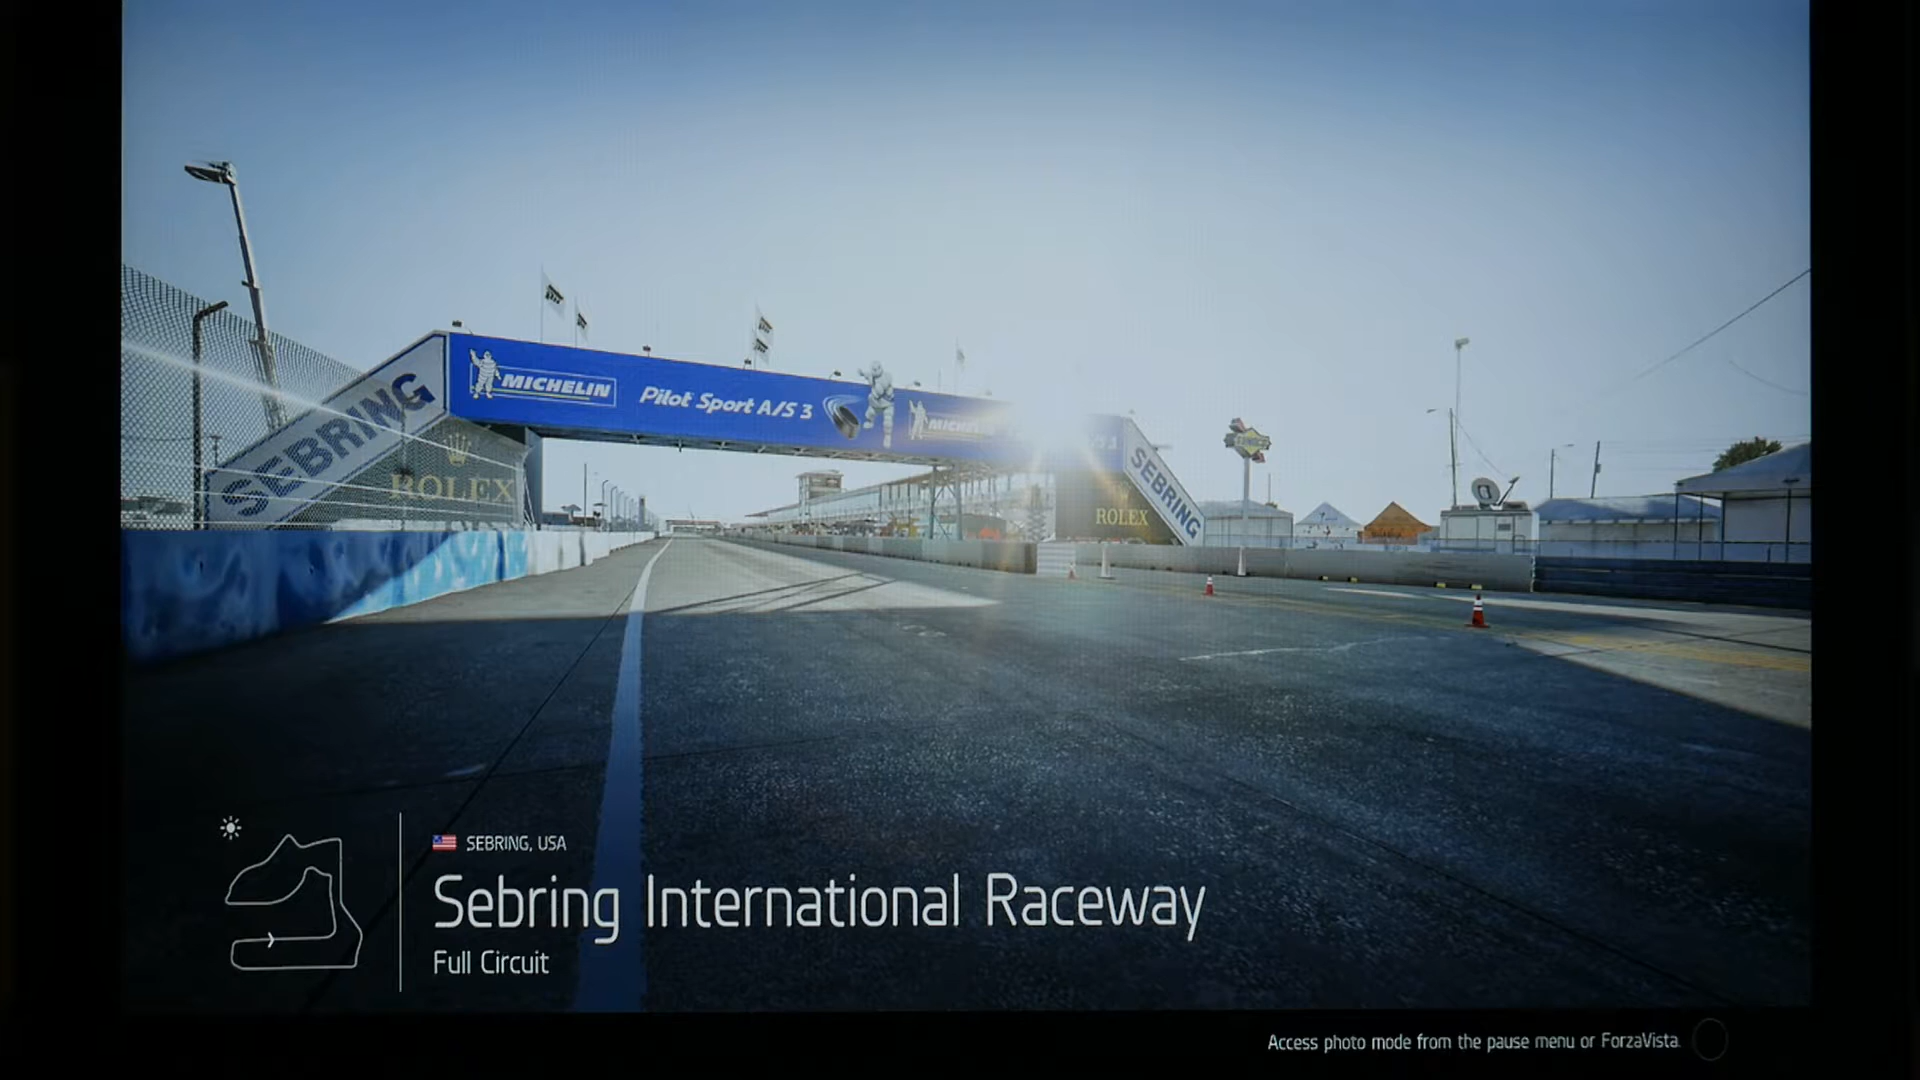 MICHELIN
Pilot Sport A/S 3
SEBRING
ROLEX
SEBRING
ROLEX
SUNOCO
SEBRING, USA
Sebring International Raceway
Full Circuit
Access photo mode from the pause menu or ForzaVista.